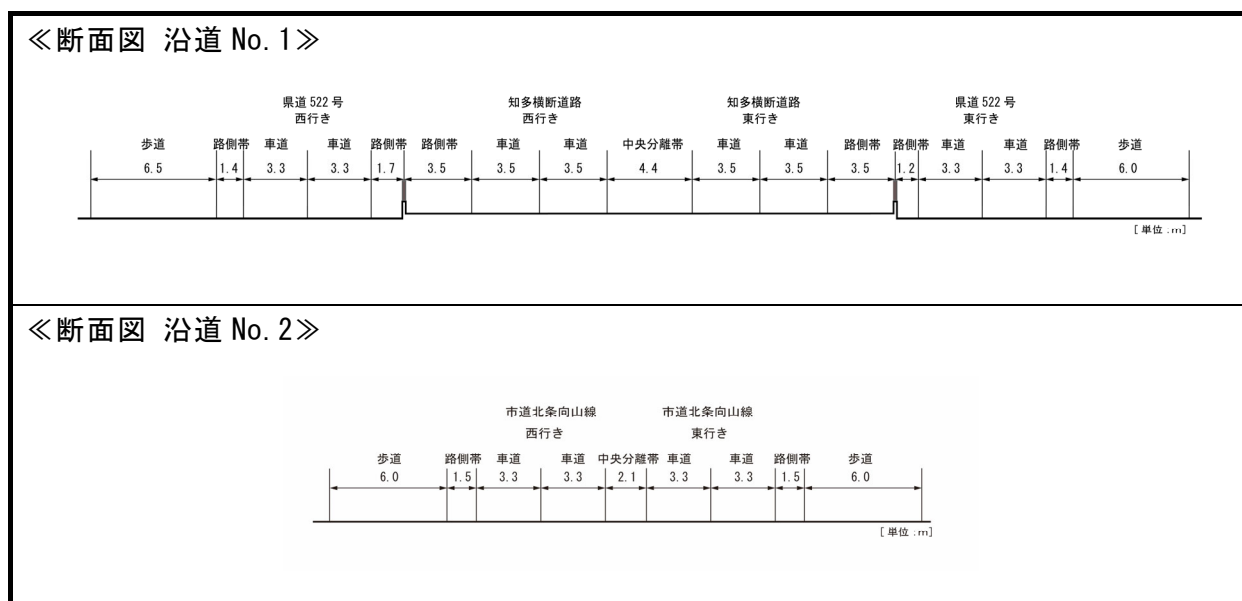 ≪断面図 沿道 No. 1≫
県道 522 号 知多横断道路 知多横断道路 県道 522 号
西行き 西行き 東行き 東行き
歩道 路側帯 車道 車道 路側帯 路側帯 車道 車道 中央分離帯 車道 車道 路側帯 路側帯 車道 車道 路側帯 歩道
6.5 1.4 3.3 3.3 1.7 3.5 3.5 3.5 4.4 3.5 3.5 3.5 1.2 3.3 3.3 1.4 6.0
[単位:m]
≪断面図 沿道 No. 2≫
市道北条向山線 市道北条向山線
西行き 東行き
歩道 路側帯 車道 車道 中央分離帯 車道 車道 路側帯 歩道
6.0 1.5 3.3 3.3 2.1 3.3 3.3 1.5 6.0
[単位:m]